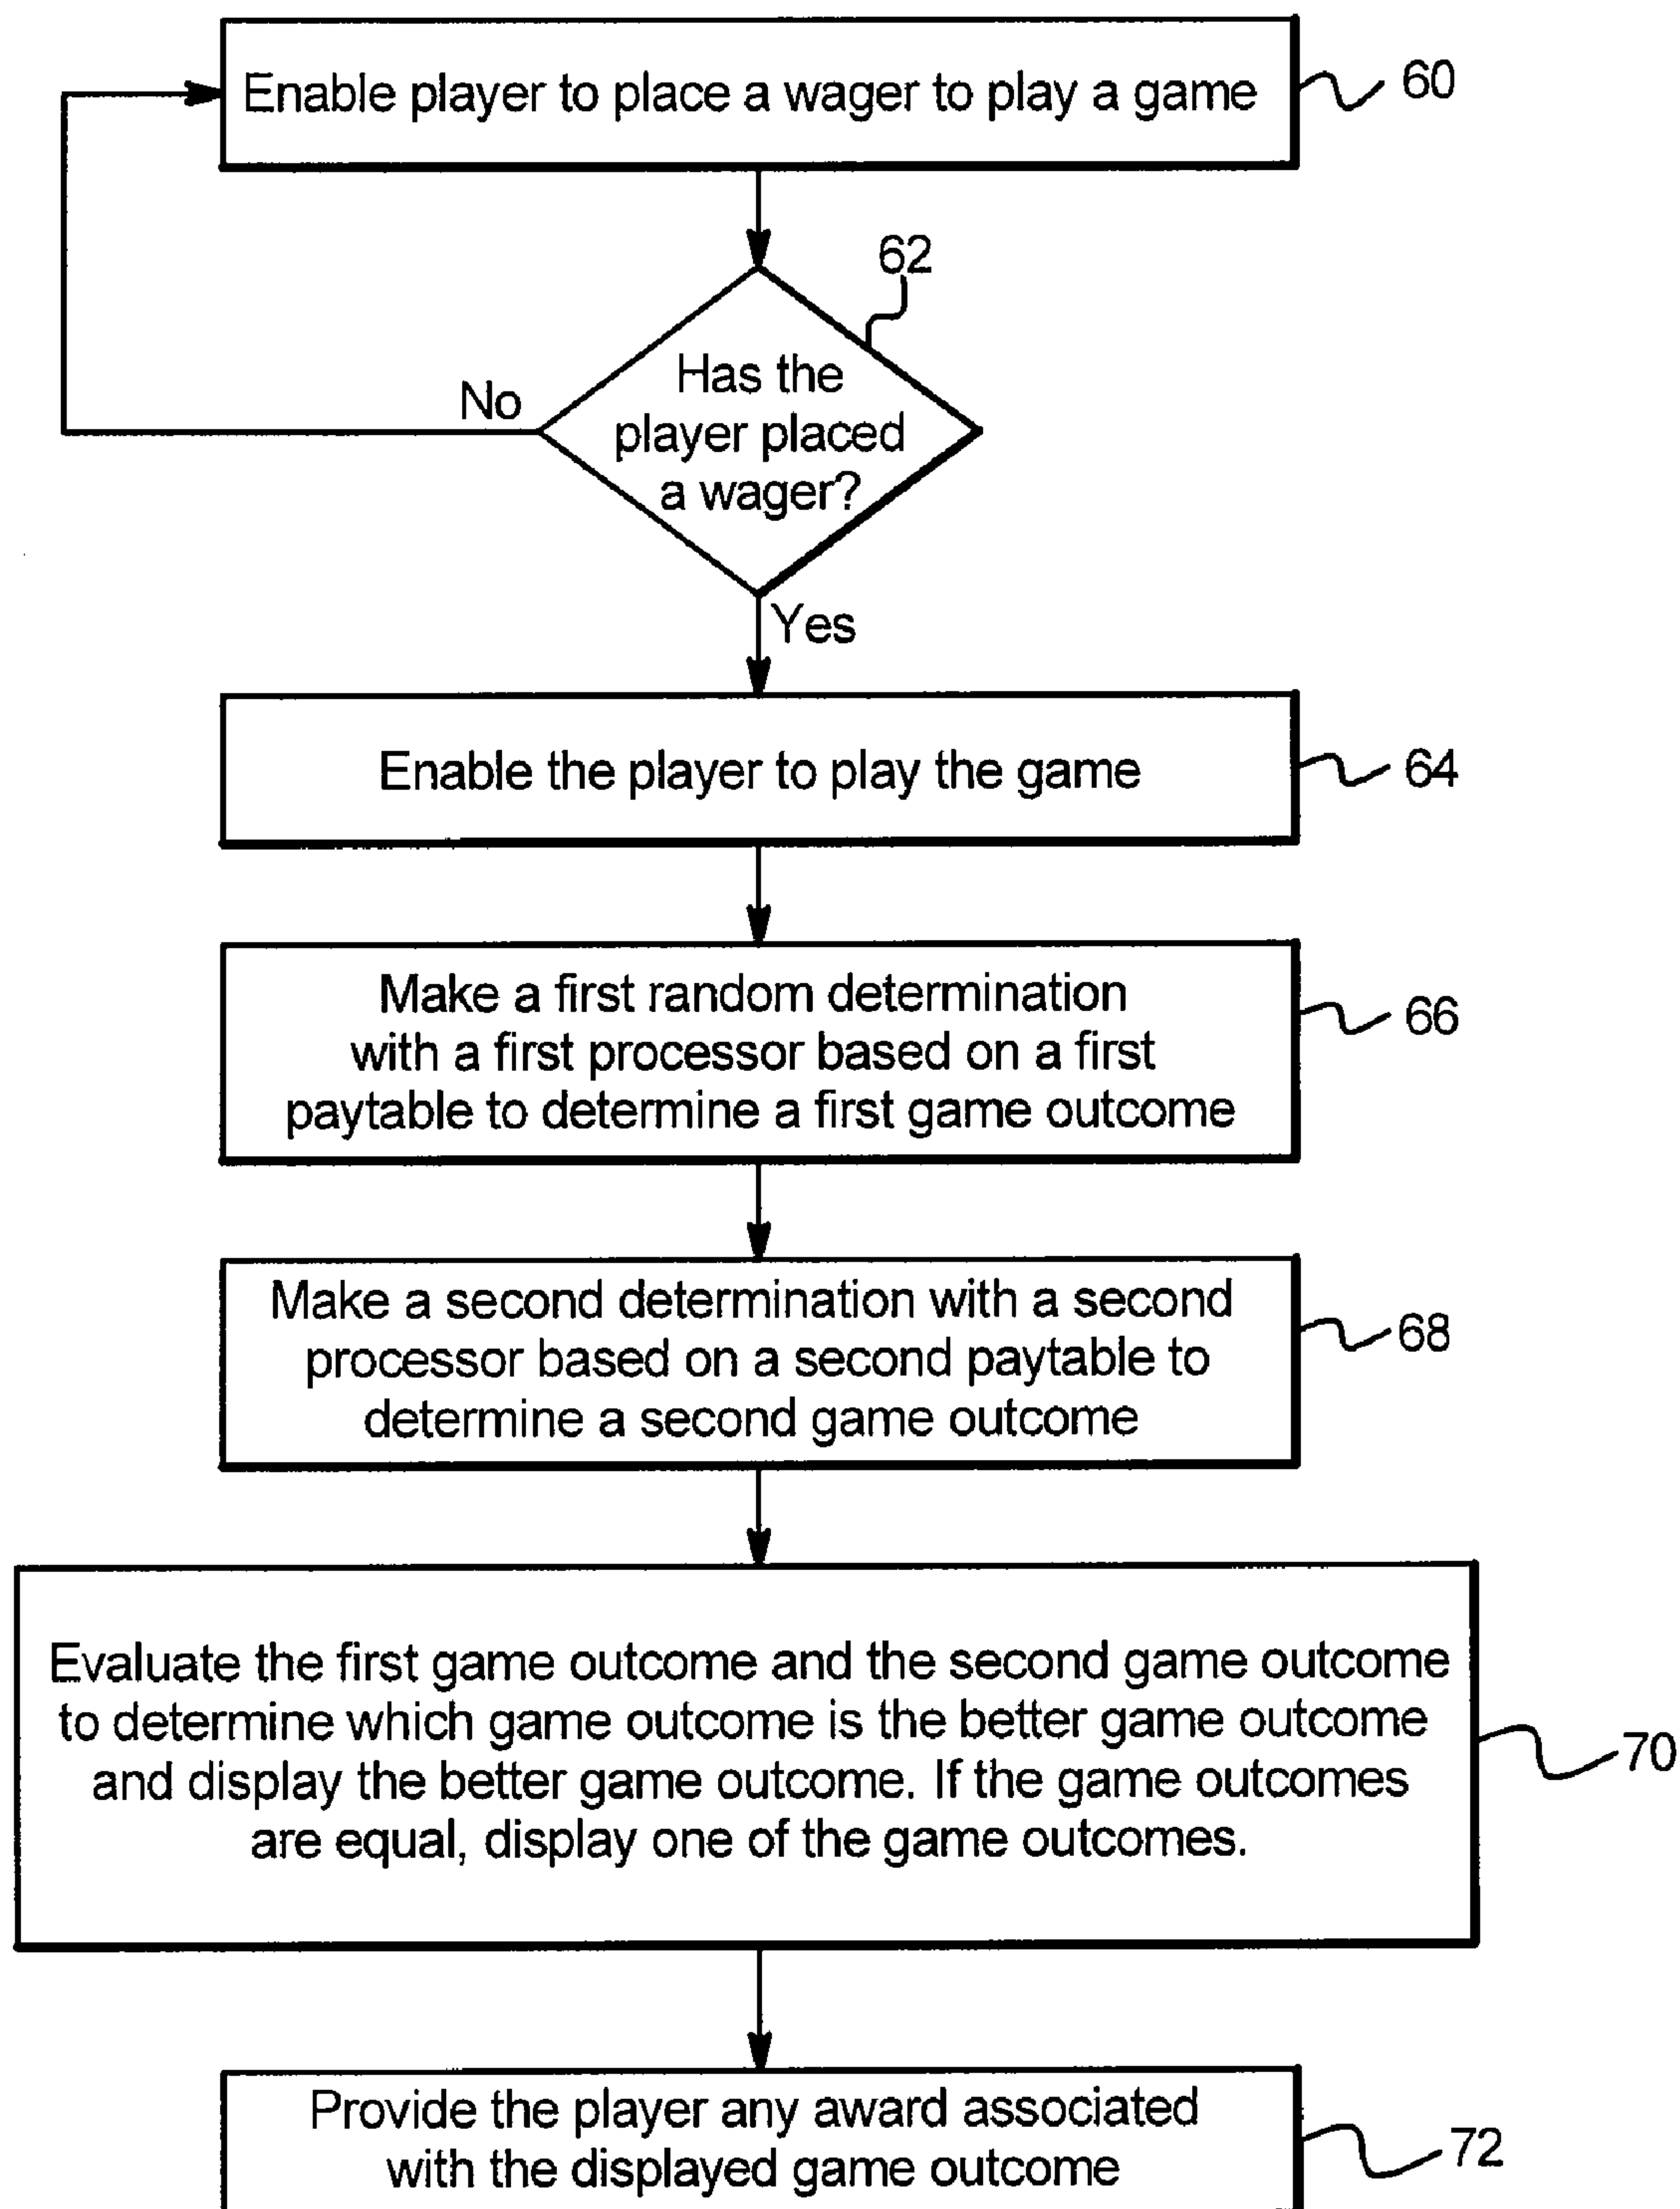 Enable player to place a wager to play a game
60
62
Has the
player placed
a wager?
No
Yes
Enable the player to play the game
64
Make a first random determination
with a first processor based on a first
paytable to determine a first game outcome
66
Make a second determination with a second
processor based on a second paytable to
determine a second game outcome
68
Evaluate the first game outcome and the second game outcome
to determine which game outcome is the better game outcome
and display the better game outcome. If the game outcomes
are equal, display one of the game outcomes.
70
Provide the player any award associated
with the displayed game outcome
72